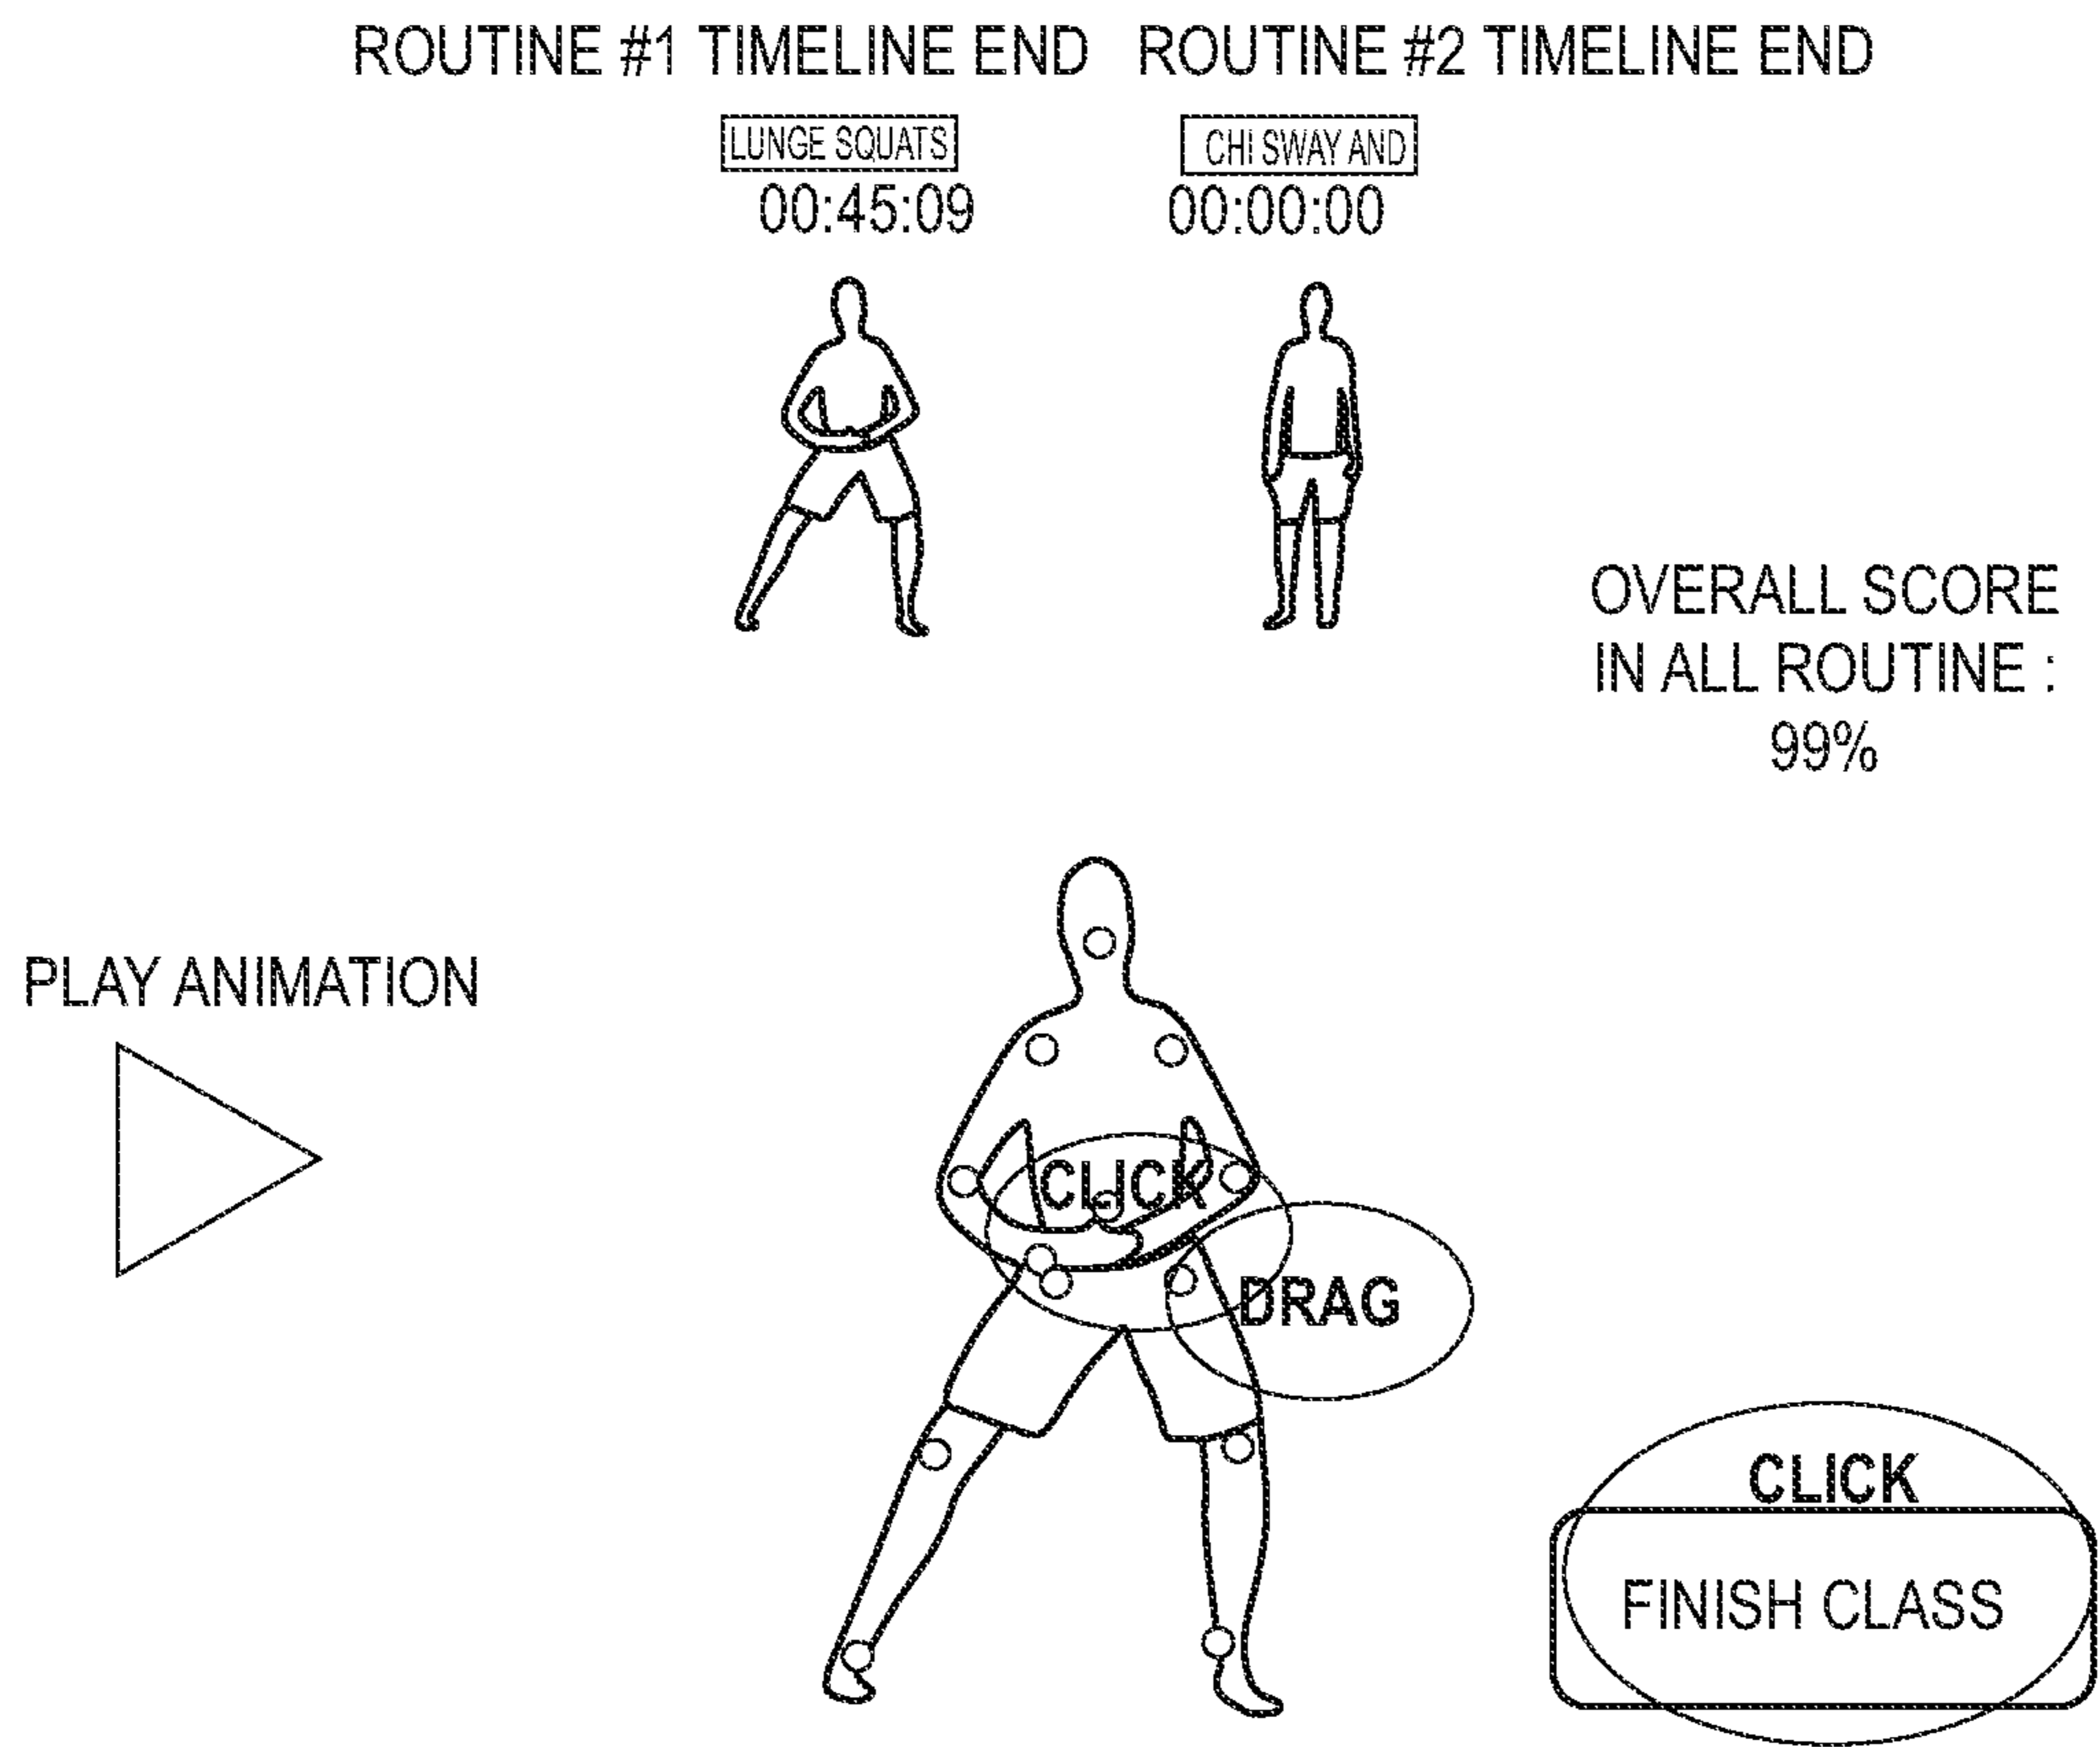 ROUTINE #1 TIMELINE END ROUTINE #2 TIMELINE END
LUNGE SQUATS CHI SWAY AND
00:45:09 00:00:00
OVERALL SCORE
IN ALL ROUTINE :
99%
PLAY ANIMATION
CLICK
DRAG
CLICK
FINISH CLASS